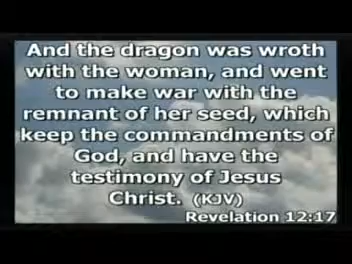 And the dragon was wroth
with the woman, and went
to make war with the
remnant of her seed, which
keep the commandments of
God, and have the
testimony of Jesus
Christ. (KJV)
Revelation 12:17